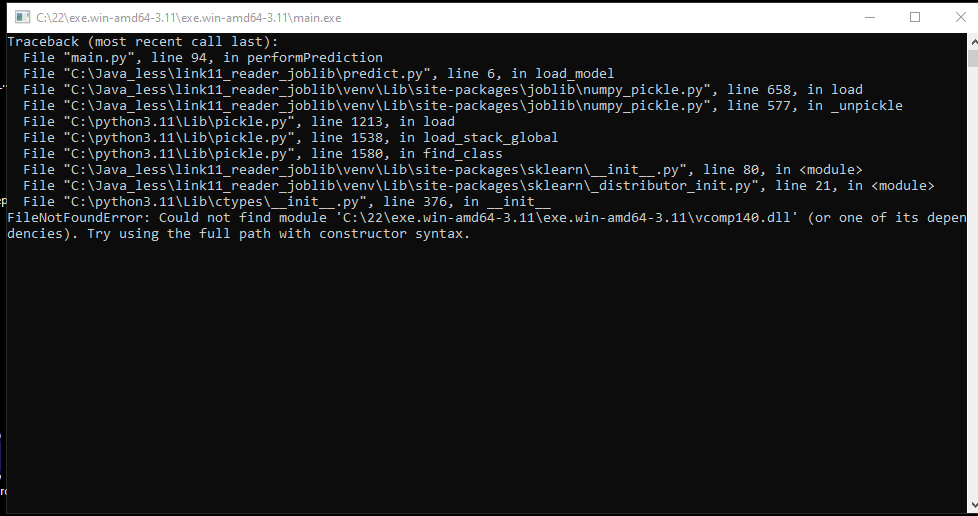 C:\22\exe.win-amd64-3.11\exe.win-amd64-3.11\main.exe
Traceback (most recent call last):
  File "main.py", line 94, in performPrediction
  File "C:\Java_less\link11_reader_joblib\predict.py", line 6, in load_model
  File "C:\Java_less\link11_reader_joblib\venv\Lib\site-packages\joblib\numpy_pickle.py", line 658, in load
  File "C:\Java_less\link11_reader_joblib\venv\Lib\site-packages\joblib\numpy_pickle.py", line 577, in _unpickle
  File "C:\python3.11\Lib\pickle.py", line 1213, in load
  File "C:\python3.11\Lib\pickle.py", line 1538, in load_stack_global
  File "C:\python3.11\Lib\pickle.py", line 1580, in find_class
  File "C:\Java_less\link11_reader_joblib\venv\Lib\site-packages\sklearn\__init__.py", line 80, in <module>
  File "C:\Java_less\link11_reader_joblib\venv\Lib\site-packages\sklearn\_distributor_init.py", line 21, in <module>
  File "C:\python3.11\Lib\ctypes\__init__.py", line 376, in __init__
FileNotFoundError: Could not find module 'C:\22\exe.win-amd64-3.11\exe.win-amd64-3.11\vcomp140.dll' (or one of its depen
dencies). Try using the full path with constructor syntax.